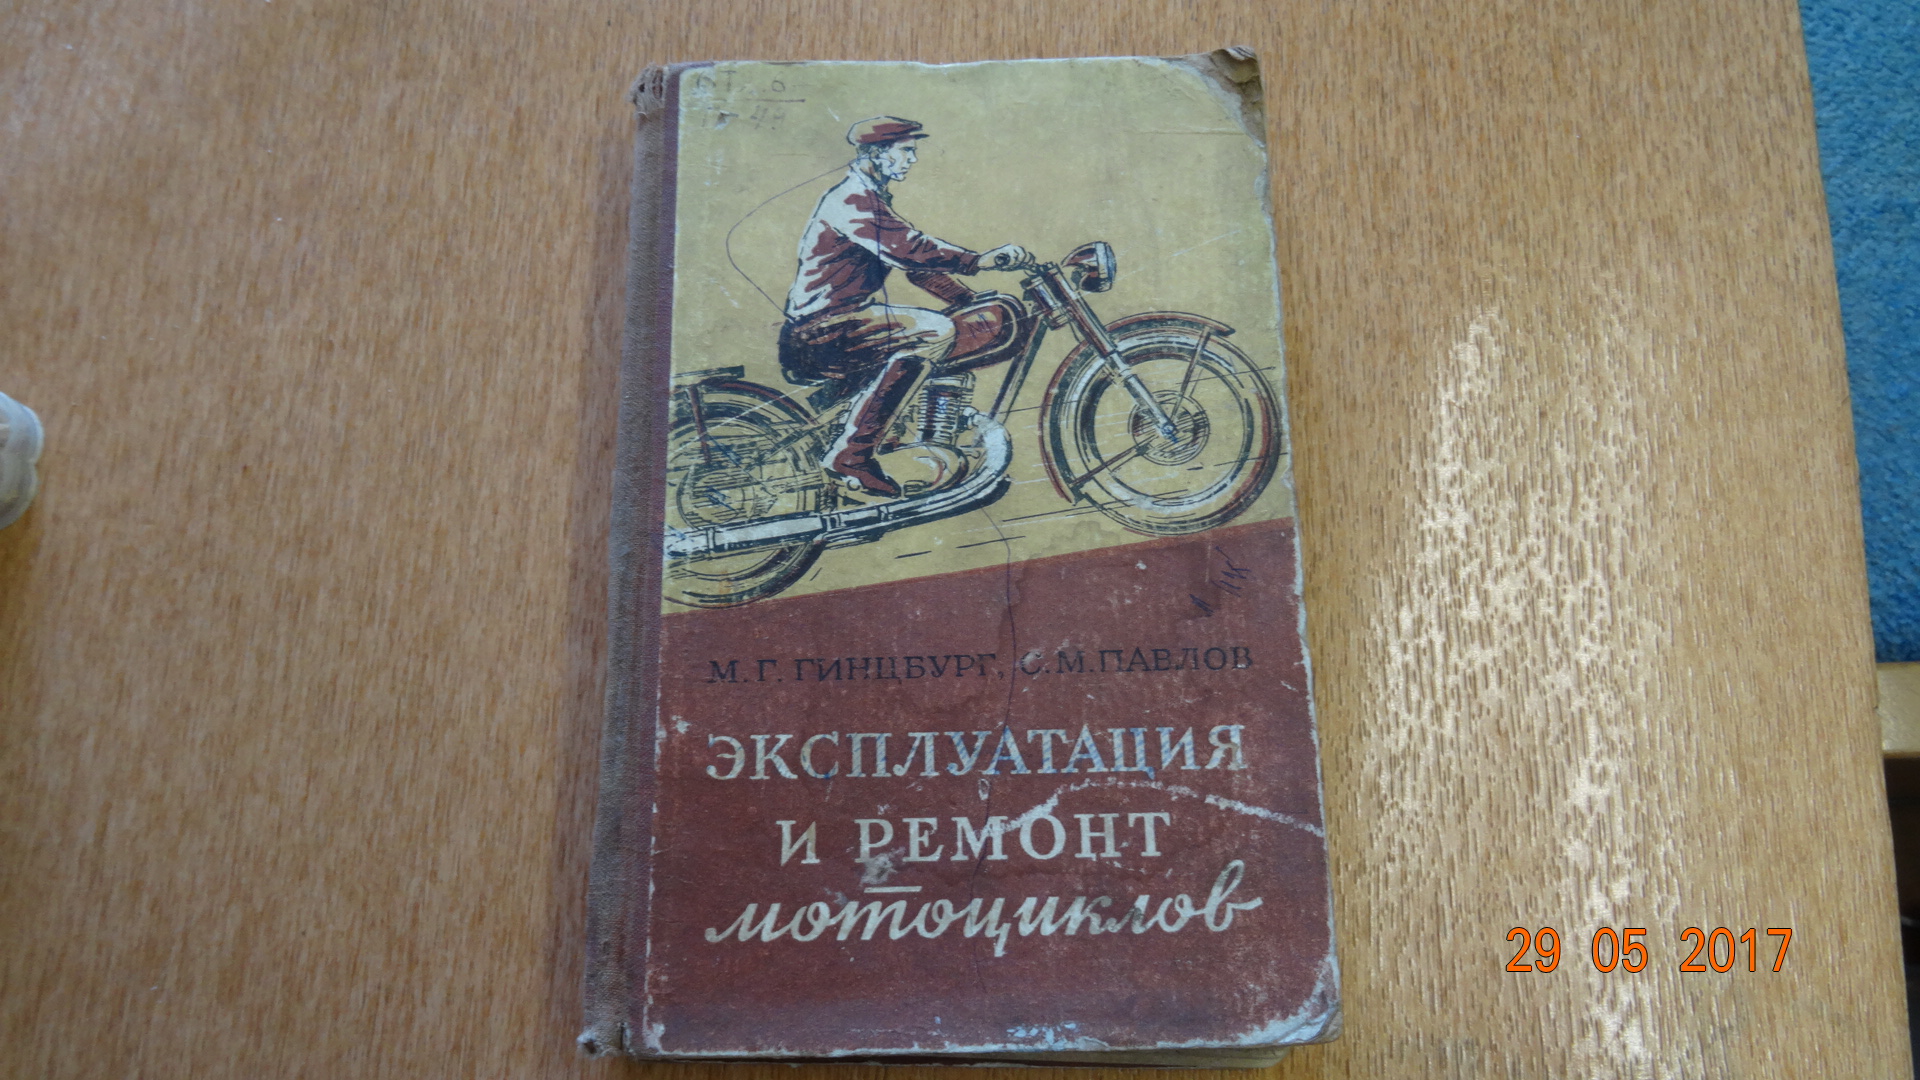 М. Г. ГИНЦБУРГ, С. М. ПАВЛОВ
ЭКСПЛУАТАЦИЯ
И РЕМОНТ
мотоциклов
29 05 2017